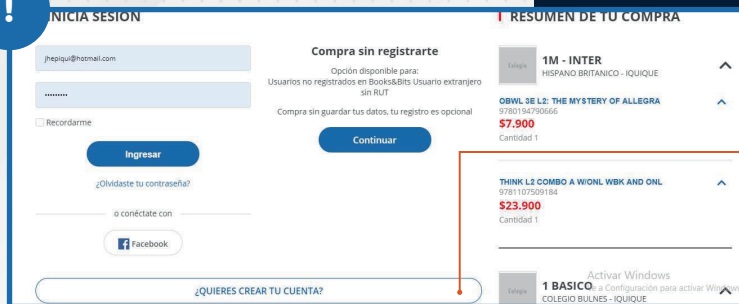 !
INICIA SESIÓN
jhepiqui@hotmail.com
••••••••
Recordarme
Ingresar
¿Olvidaste tu contraseña?
o conéctate con
Facebook
¿QUIERES CREAR TU CUENTA?
Compra sin registrarte
Opción disponible para:
Usuarios no registrados en Books&Bits Usuario extranjero
sin RUT
Compra sin guardar tus datos, tu registro es opcional
Continuar
RESUMEN DE TU COMPRA
Colegio
1M - INTER
HISPANO BRITANICO - IQUIQUE
OBWL 3E L2: THE MYSTERY OF ALLEGRA
9780194790666
$7.900
Cantidad 1
THINK L2 COMBO A W/ONL WBK AND ONL
9781107509184
$23.900
Cantidad 1
Colegio
1 BASICO
COLEGIO BULNES - IQUIQUE
Activar Windows
Ve a Configuración para activar Windows